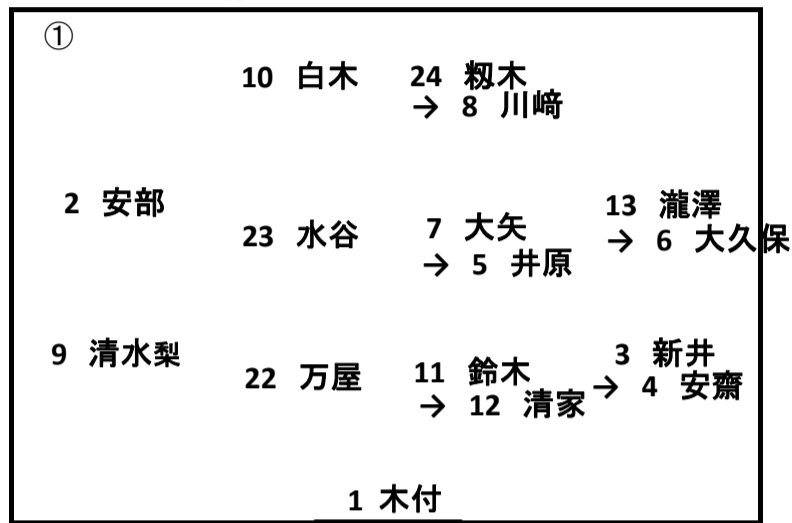 ①
10 白木 24 籾木
→ 8 川﨑
2 安部 23 水谷 7 大矢 13 瀧澤
→ 5 井原 → 6 大久保
9 清水梨 22 万屋 11 鈴木 3 新井
→ 12 清家 → 4 安齋
1 木付